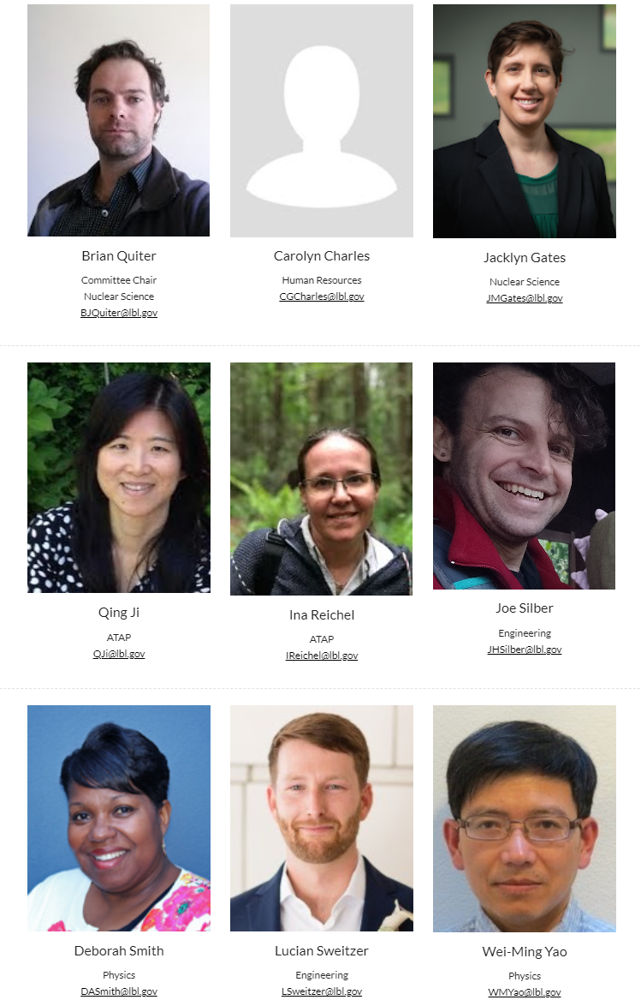 Brian Quiter
Committee Chair
Nuclear Science
BJQuiter@lbl.gov
Carolyn Charles
Human Resources
CGCharles@lbl.gov
Jacklyn Gates
Nuclear Science
JMGates@lbl.gov
Qing Ji
ATAP
QJi@lbl.gov
Ina Reichel
ATAP
IReichel@lbl.gov
Joe Silber
Engineering
JHSilber@lbl.gov
Deborah Smith
Physics
DASmith@lbl.gov
Lucian Sweitzer
Engineering
LSweitzer@lbl.gov
Wei-Ming Yao
Physics
WMYao@lbl.gov